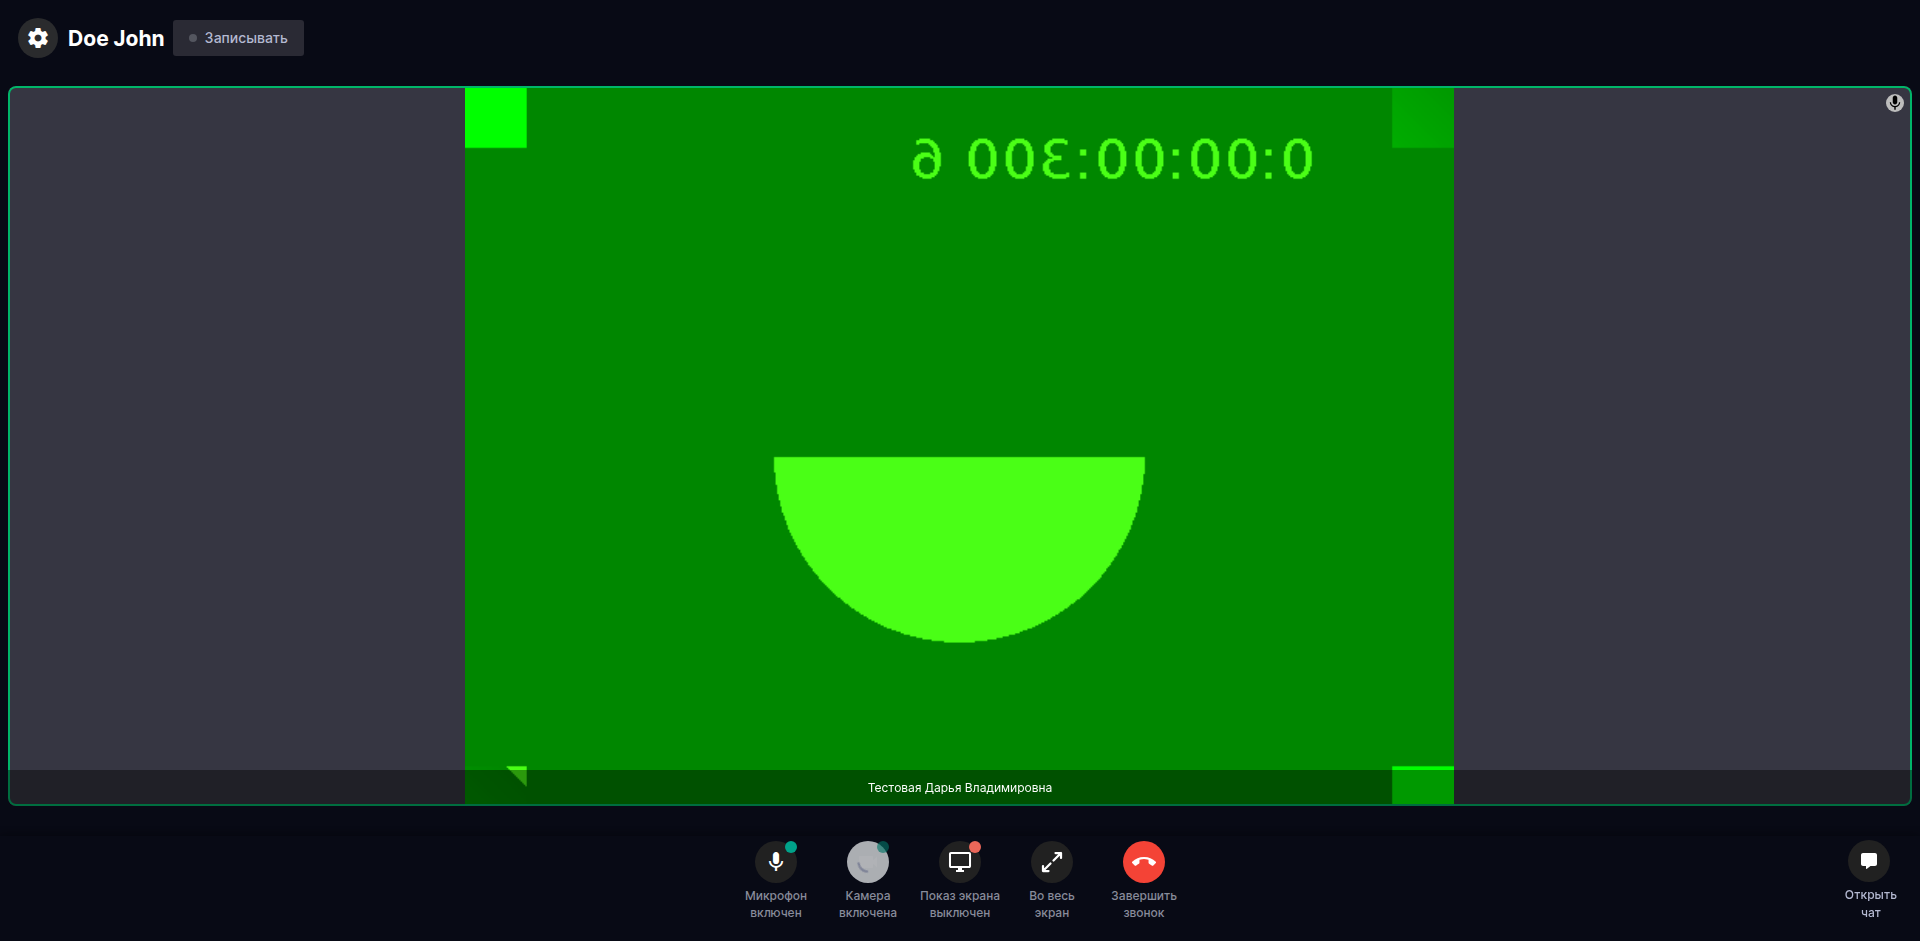 Doe John
Записывать
0:00:00:300 6
Тестовая Дарья Владимировна
Микрофон
включен
Камера
включена
Показ экрана
выключен
Во весь
экран
Завершить
звонок
Открыть
чат